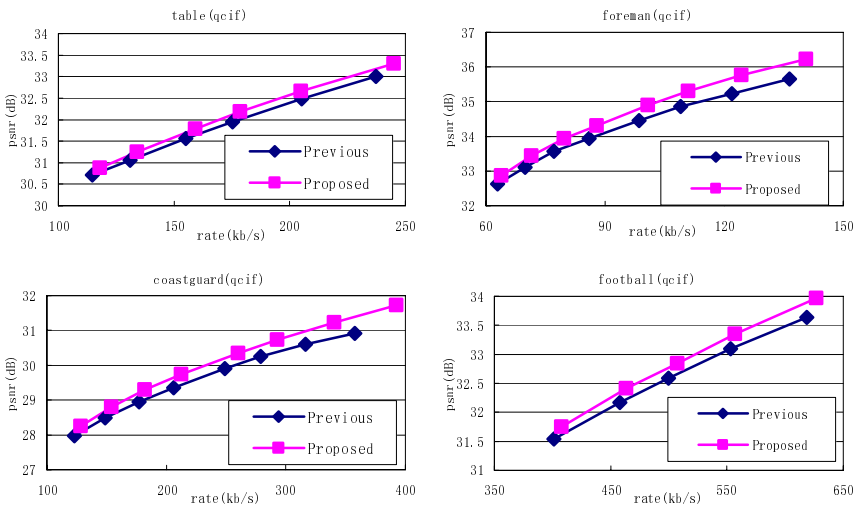 table(qcif)
34
33.5
33
32.5
32
31.5
31
30.5
30
psnr(dB)
100
150
200
250
rate(kb/s)
Previous
Proposed
foreman(qcif)
37
36
35
34
33
32
psnr(dB)
60
90
120
150
rate(kb/s)
Previous
Proposed
coastguard(qcif)
32
31
30
29
28
27
psnr(dB)
100
200
300
400
rate(kb/s)
Previous
Proposed
football(qcif)
34
33.5
33
32.5
32
31.5
31
psnr(dB)
350
450
550
650
rate(kb/s)
Previous
Proposed